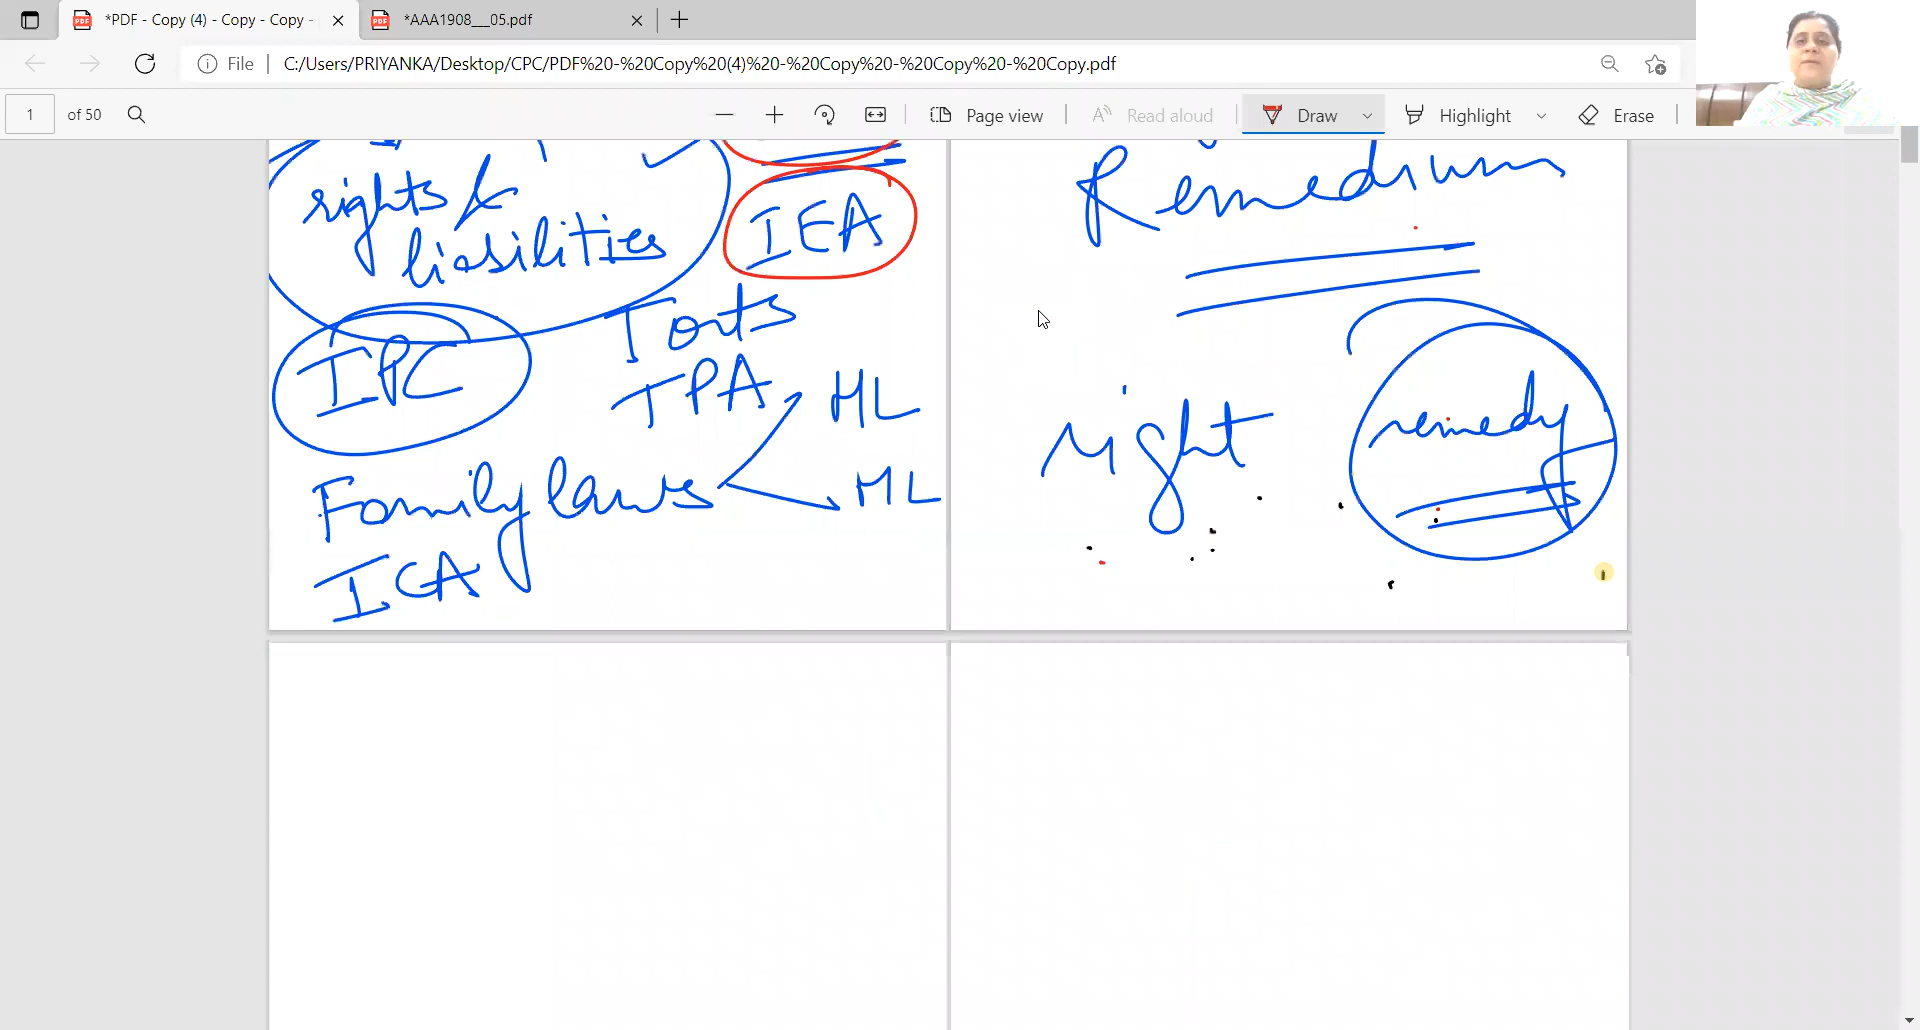 *PDF - Copy (4) - Copy - Copy -
*AAA1908___05.pdf
File
C:/Users/PRIYANKA/Desktop/CPC/PDF%20-%20Copy%20(4)%20-%20Copy%20-%20Copy%20-%20Copy.pdf
1 of 50
Page view
Read aloud
Draw
Highlight
Erase
rights &
liabilities
IEA
IPC
Torts
TPA
HL
Family laws
ML
ICA
Remedium
right
remedy